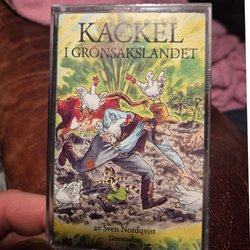 KACKEL
I GRÖNSAKSLANDET
av Sven Nordqvist